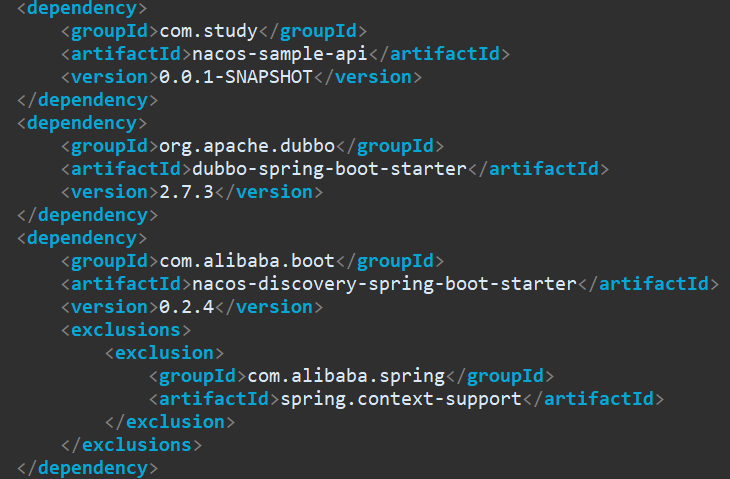 <dependency>
    <groupId>com.study</groupId>
    <artifactId>nacos-sample-api</artifactId>
    <version>0.0.1-SNAPSHOT</version>
</dependency>
<dependency>
    <groupId>org.apache.dubbo</groupId>
    <artifactId>dubbo-spring-boot-starter</artifactId>
    <version>2.7.3</version>
</dependency>
<dependency>
    <groupId>com.alibaba.boot</groupId>
    <artifactId>nacos-discovery-spring-boot-starter</artifactId>
    <version>0.2.4</version>
    <exclusions>
        <exclusion>
            <groupId>com.alibaba.spring</groupId>
            <artifactId>spring.context-support</artifactId>
        </exclusion>
    </exclusions>
</dependency>